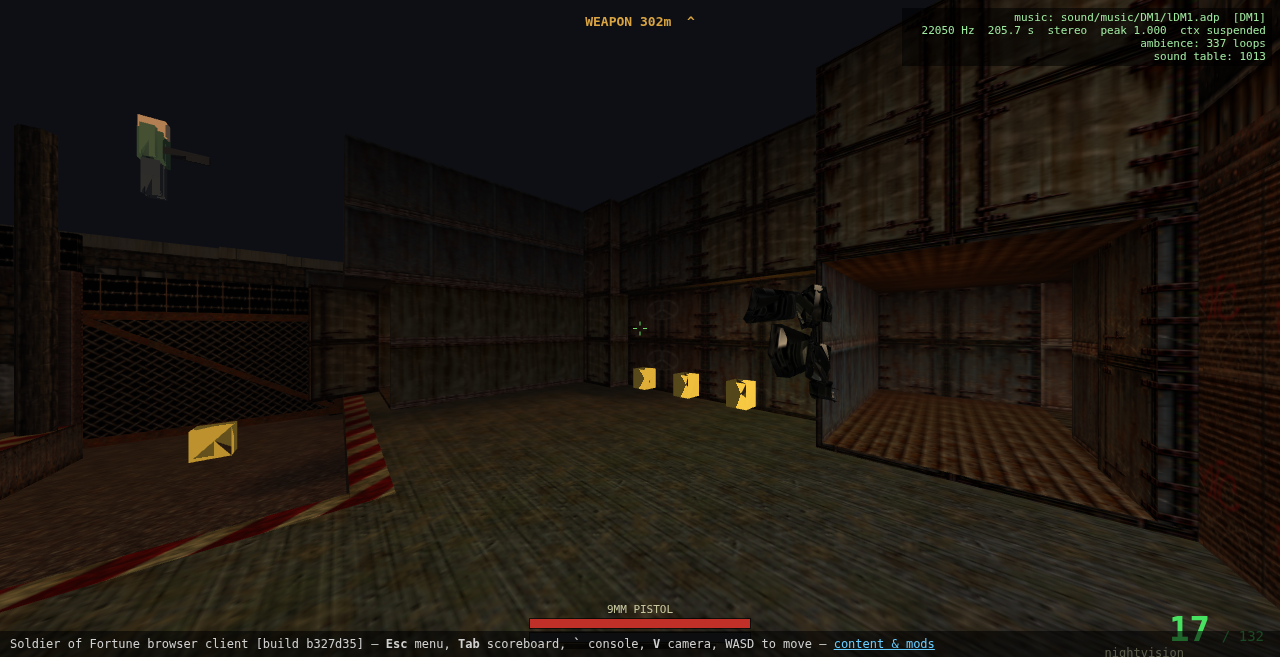 WEAPON 302m ^
music: sound/music/DM1/lDM1.adp [DM1]
22050 Hz 205.7 s stereo peak 1.000 ctx suspended
ambience: 337 loops
sound table: 1013
9MM PISTOL
17 / 132
Soldier of Fortune browser client [build b327d35] — Esc menu, Tab scoreboard, ` console, V camera, WASD to move — content & mods
nightvision